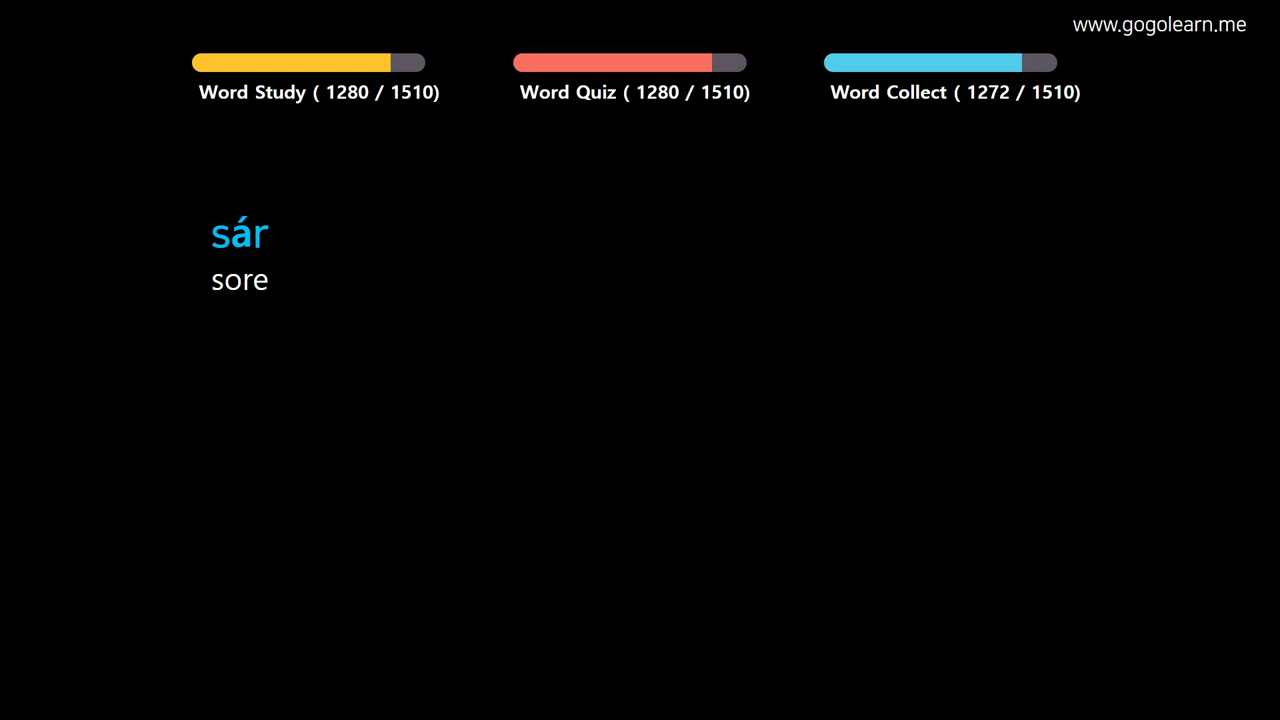 www.gogolearn.me
Word Study ( 1280 / 1510)
Word Quiz ( 1280 / 1510)
Word Collect ( 1272 / 1510)
sár
sore